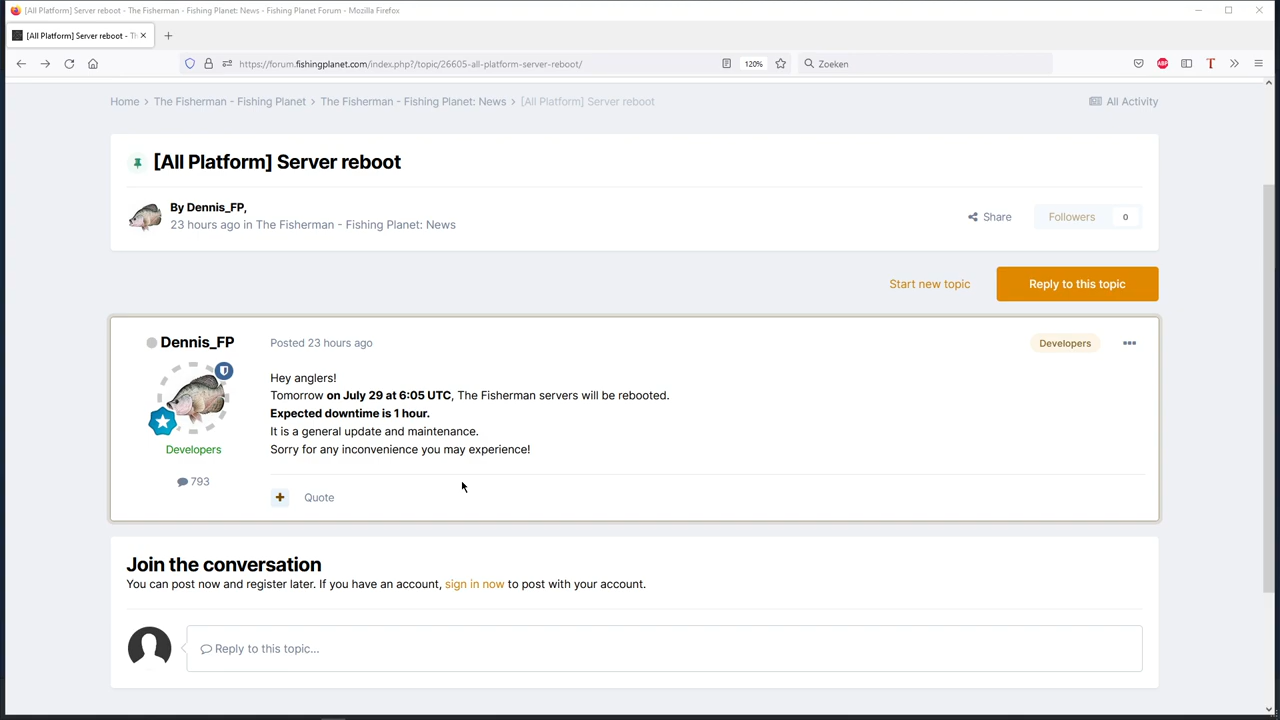 [All Platform] Server reboot - The Fisherman - Fishing Planet: News - Fishing Planet Forum - Mozilla Firefox
[All Platform] Server reboot - Th
https://forum.fishingplanet.com/index.php?/topic/26605-all-platform-server-reboot/
120%
Zoeken
ABP
T
Home > The Fisherman - Fishing Planet > The Fisherman - Fishing Planet: News > [All Platform] Server reboot
All Activity
[All Platform] Server reboot
By Dennis_FP,
23 hours ago in The Fisherman - Fishing Planet: News
Share
Followers 0
Start new topic
Reply to this topic
Dennis_FP
Posted 23 hours ago
Developers
Hey anglers!
Tomorrow on July 29 at 6:05 UTC, The Fisherman servers will be rebooted.
Expected downtime is 1 hour.
It is a general update and maintenance.
Sorry for any inconvenience you may experience!
Developers
793
Quote
Join the conversation
You can post now and register later. If you have an account, sign in now to post with your account.
Reply to this topic...